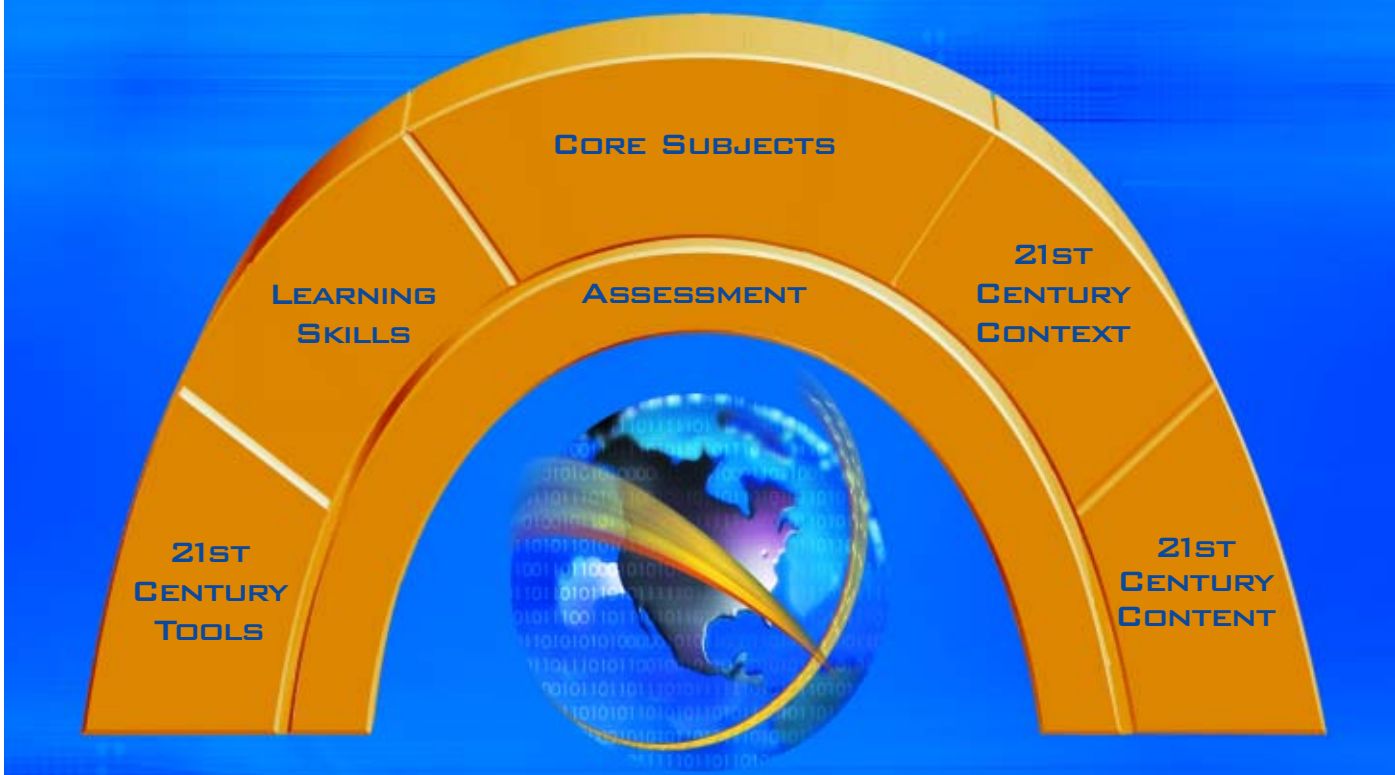 Core Subjects
Learning
Skills
Assessment
21st
Century
Context
21st
Century
Tools
21st
Century
Content